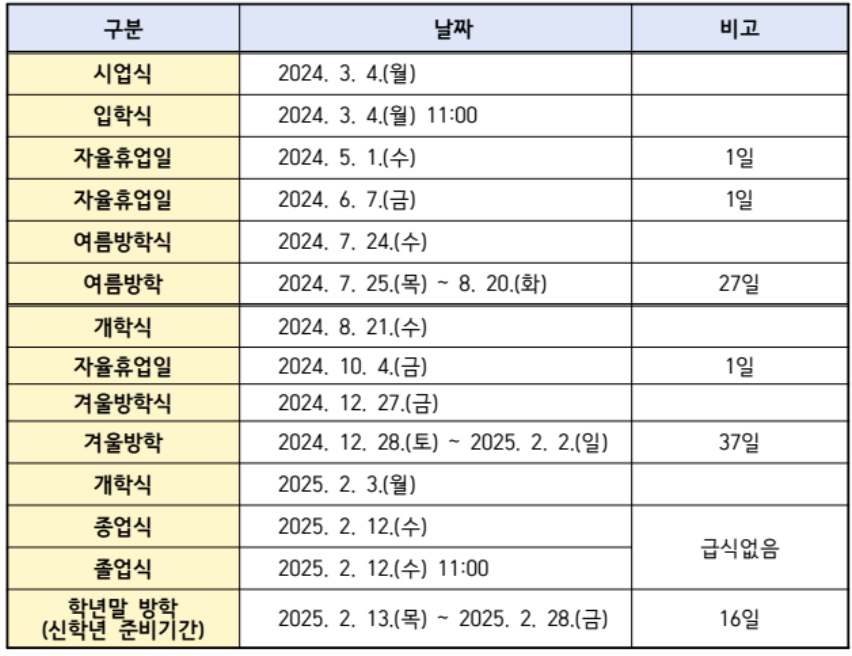 구분 날짜 비고
시업식 2024. 3. 4.(월)
입학식 2024. 3. 4.(월) 11:00
자율휴업일 2024. 5. 1.(수) 1일
자율휴업일 2024. 6. 7.(금) 1일
여름방학식 2024. 7. 24.(수)
여름방학 2024. 7. 25.(목) ~ 8. 20.(화) 27일
개학식 2024. 8. 21.(수)
자율휴업일 2024. 10. 4.(금) 1일
겨울방학식 2024. 12. 27.(금)
겨울방학 2024. 12. 28.(토) ~ 2025. 2. 2.(일) 37일
개학식 2025. 2. 3.(월)
종업식 2025. 2. 12.(수)
급식없음
졸업식 2025. 2. 12.(수) 11:00
학년말 방학
(신학년 준비기간) 2025. 2. 13.(목) ~ 2025. 2. 28.(금) 16일